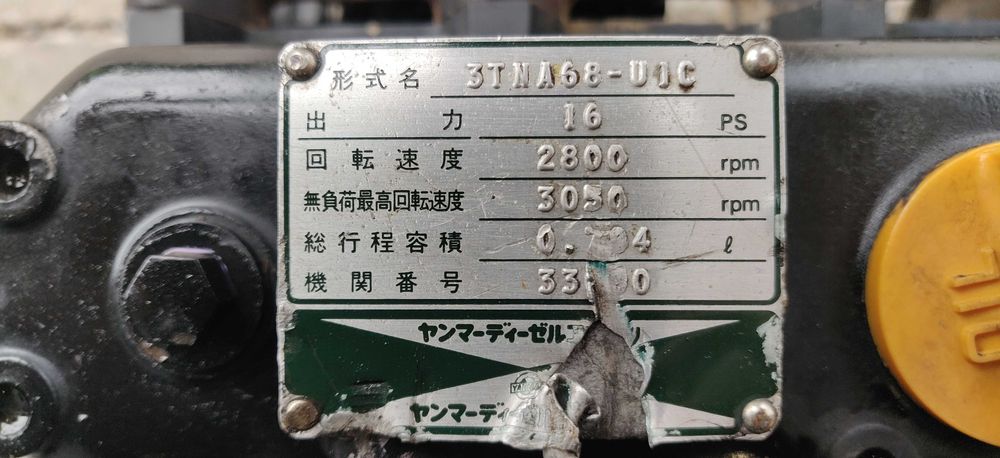 形式名 3TNA68-U1C
出力 16 PS
回転速度 2800 rpm
無負荷最高回転速度 3050 rpm
総行程容積 ℓ
機関番号
ヤンマーディーゼル
ヤンマーディ